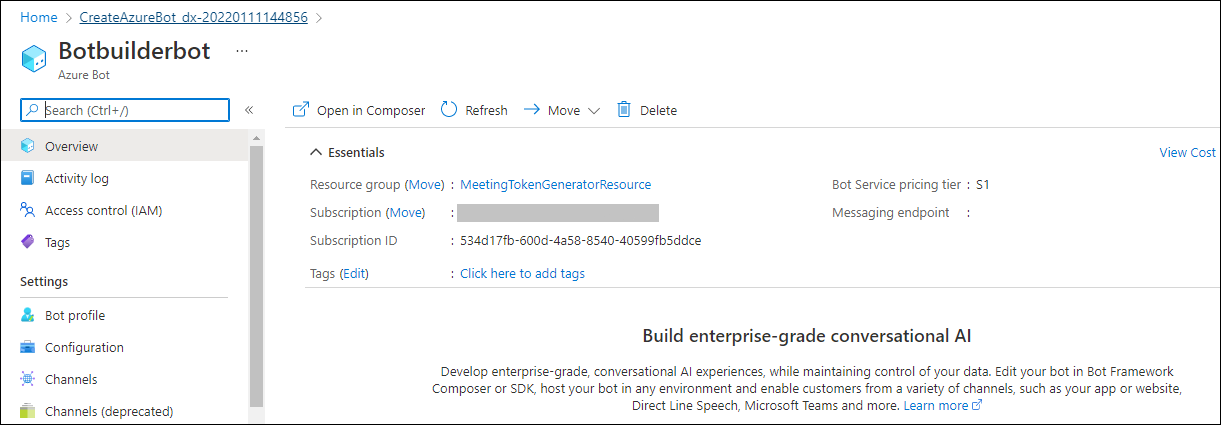 Home > CreateAzureBot_dx-20220111144856 >
Botbuilderbot ...
Azure Bot
Search (Ctrl+/) «
Open in Composer Refresh Move Delete
Overview
Activity log
Access control (IAM)
Tags
Settings
Bot profile
Configuration
Channels
Channels (deprecated)
Essentials View Cost
Resource group (Move) : MeetingTokenGeneratorResource Bot Service pricing tier : S1
Subscription (Move) : Messaging endpoint :
Subscription ID : 534d17fb-600d-4a58-8540-40599fb5ddce
Tags (Edit) : Click here to add tags
Build enterprise-grade conversational AI
Develop enterprise-grade, conversational AI experiences, while maintaining control of your data. Edit your bot in Bot Framework
Composer or SDK, host your bot in any environment and enable customers from a variety of channels, such as your app or website,
Direct Line Speech, Microsoft Teams and more. Learn more